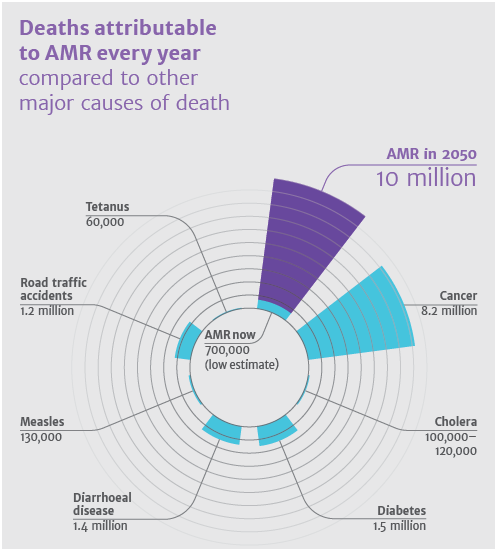 Deaths attributable
to AMR every year
compared to other
major causes of death
AMR in 2050
10 million
Tetanus
60,000
Road traffic
accidents
1.2 million
Cancer
8.2 million
AMR now
700,000
(low estimate)
Measles
130,000
Cholera
100,000–
120,000
Diarrhoeal
disease
1.4 million
Diabetes
1.5 million